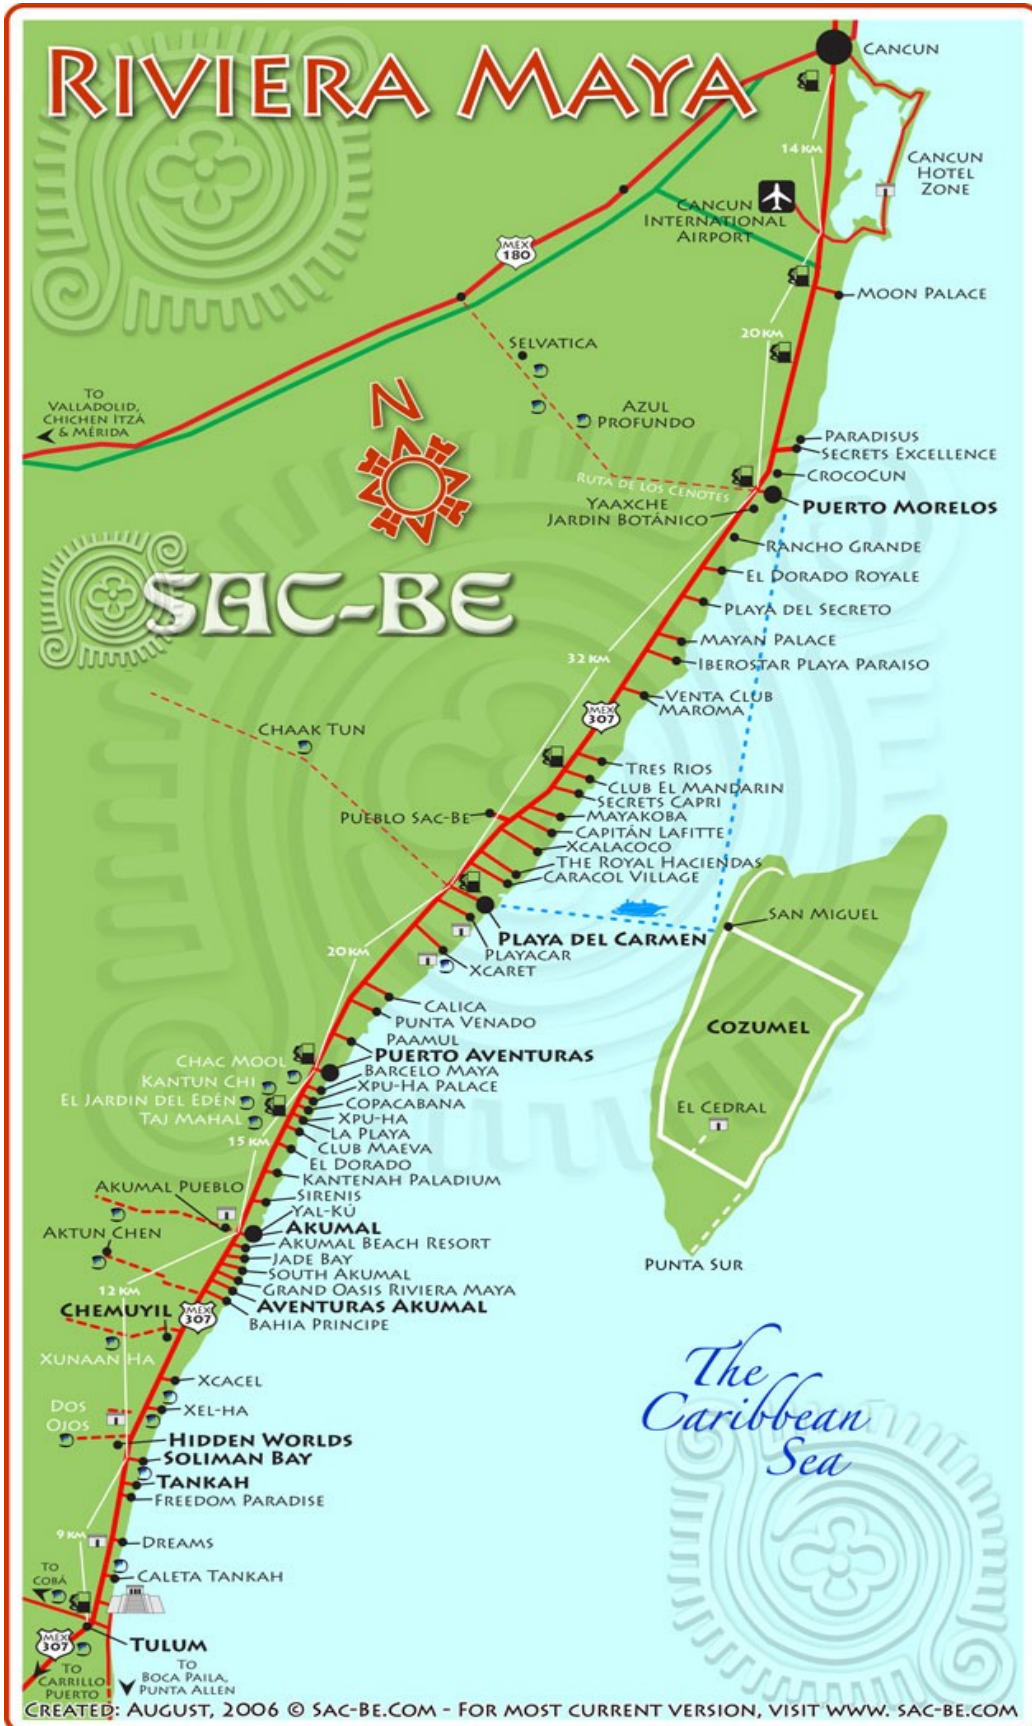 RIVIERA MAYA
CANCUN
14 KM
CANCUN
HOTEL
ZONE
CANCUN
INTERNATIONAL
AIRPORT
MEX
180
MOON PALACE
20 KM
SELVATICA
TO
VALLADOLID,
CHICHEN ITZÁ
& MÉRIDA
N
AZUL
PROFUNDO
PARADISUS
SECRETS EXCELLENCE
CROCOCUN
RUTA DE LOS CENOTES
PUERTO MORELOS
YAAXCHE
JARDIN BOTÁNICO
RANCHO GRANDE
EL DORADO ROYALE
SAC-BE
PLAYA DEL SECRETO
MAYAN PALACE
32 KM
IBEROSTAR PLAYA PARAISO
VENTA CLUB
MAROMA
MEX
307
CHAAK TUN
TRES RIOS
CLUB EL MANDARIN
SECRETS CAPRI
PUEBLO SAC-BE
MAYAKOBA
CAPITÁN LAFITTE
XCALACOCO
THE ROYAL HACIENDAS
CARACOL VILLAGE
SAN MIGUEL
PLAYA DEL CARMEN
20 KM
PLAYACAR
XCARET
CALICA
PUNTA VENADO
COZUMEL
PAAMUL
PUERTO AVENTURAS
CHAC MOOL
BARCELO MAYA
KANTUN CHI
XPU-HA PALACE
EL JARDIN DEL EDÉN
COPACABANA
EL CEDRAL
TAJ MAHAL
XPU-HA
LA PLAYA
15 KM
CLUB MAEVA
EL DORADO
KANTENAH PALADIUM
AKUMAL PUEBLO
SIRENIS
YAL-KÚ
AKUMAL
AKTUN CHEN
AKUMAL BEACH RESORT
JADE BAY
PUNTA SUR
SOUTH AKUMAL
12 KM
GRAND OASIS RIVIERA MAYA
AVENTURAS AKUMAL
CHEMUYIL
MEX
307
BAHIA PRINCIPE
XUNAAN HA
The
Caribbean
Sea
XCACEL
DOS
OJOS
XEL-HA
HIDDEN WORLDS
SOLIMAN BAY
TANKAH
FREEDOM PARADISE
9 KM
DREAMS
TO
COBÁ
CALETA TANKAH
MEX
307
TULUM
TO
CARRILLO
PUERTO
TO
BOCA PAILA,
PUNTA ALLEN
CREATED: AUGUST, 2006 © SAC-BE.COM - FOR MOST CURRENT VERSION, VISIT WWW. SAC-BE.COM